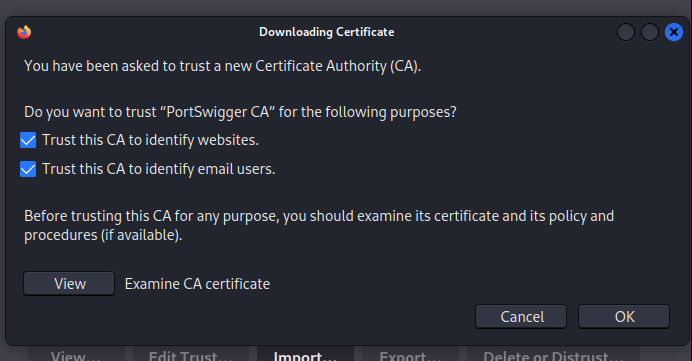 Downloading Certificate
You have been asked to trust a new Certificate Authority (CA).
Do you want to trust “PortSwigger CA” for the following purposes?
Trust this CA to identify websites.
Trust this CA to identify email users.
Before trusting this CA for any purpose, you should examine its certificate and its policy and
procedures (if available).
View Examine CA certificate
Cancel OK
View... Edit Trust... Import... Export... Delete or Distrust...